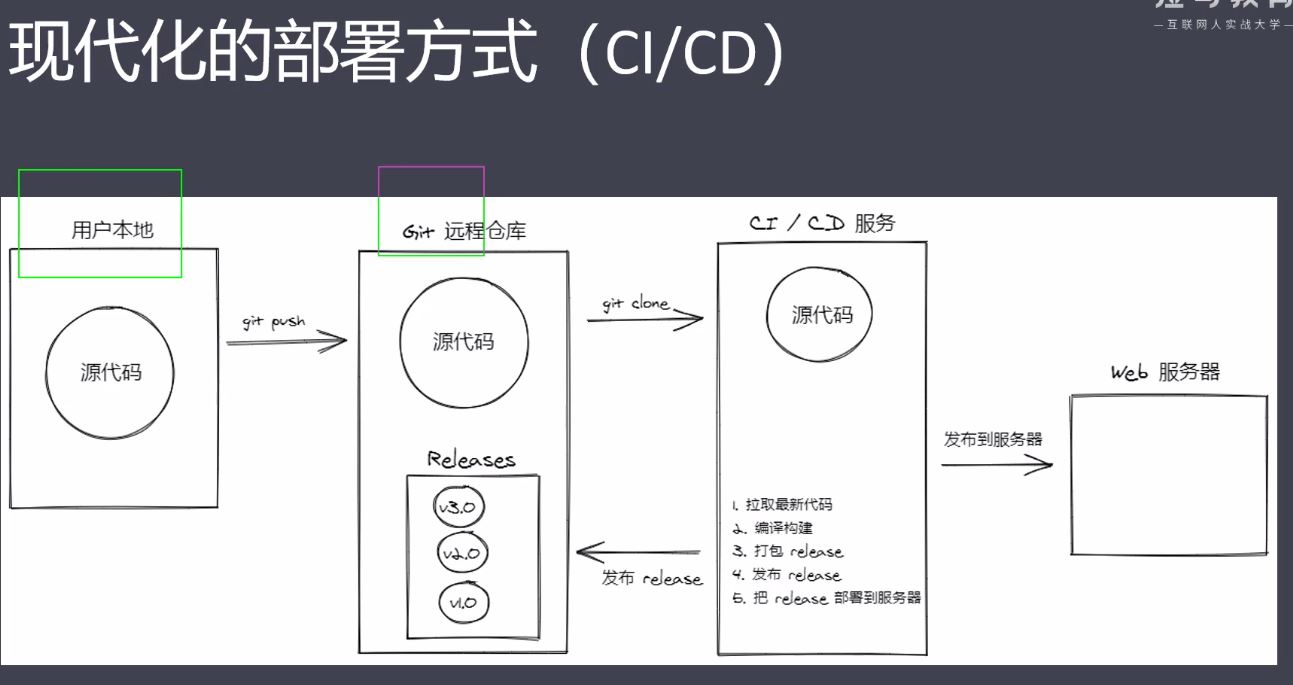 互联网人实战大学
现代化的部署方式（CI/CD）
用户本地
源代码
git push
Git 远程仓库
源代码
Releases
v3.0
v2.0
v1.0
git clone
发布 release
CI / CD 服务
源代码
1. 拉取最新代码
2. 编译构建
3. 打包 release
4. 发布 release
5. 把 release 部署到服务器
发布到服务器
Web 服务器